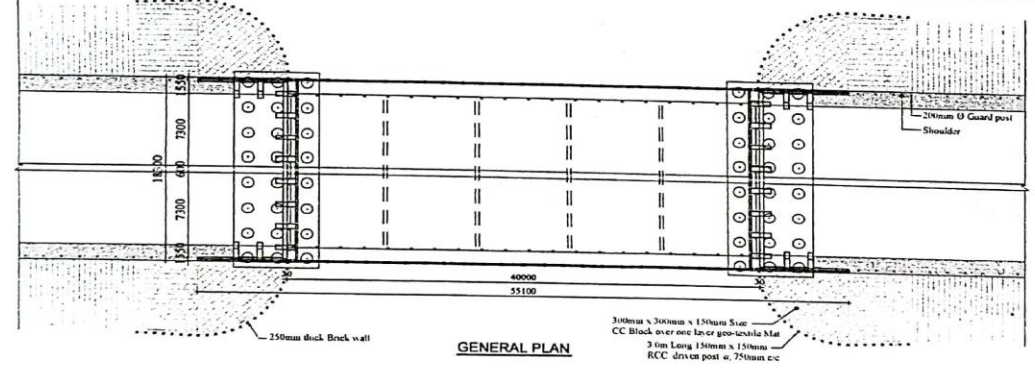 1550
7300
18300
600
7300
1550
200mm Ø Guard post
Shoulder
30
40000
30
55100
250mm thick Brick wall
300mm x 300mm x 150mm Size
CC Block over one layer geo-textile Mat
3 0m Long 150mm x 150mm
RCC driven post @ 750mm c/c
GENERAL PLAN